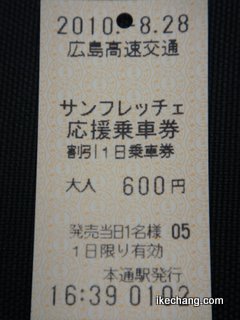 2010.-8.28
広島高速交通
サンフレッチェ
応援乗車券
割引1日乗車券
大人 600円
発売当日1名様 05
1日限り有効
本通駅発行
16:39 0102
ikechang.com